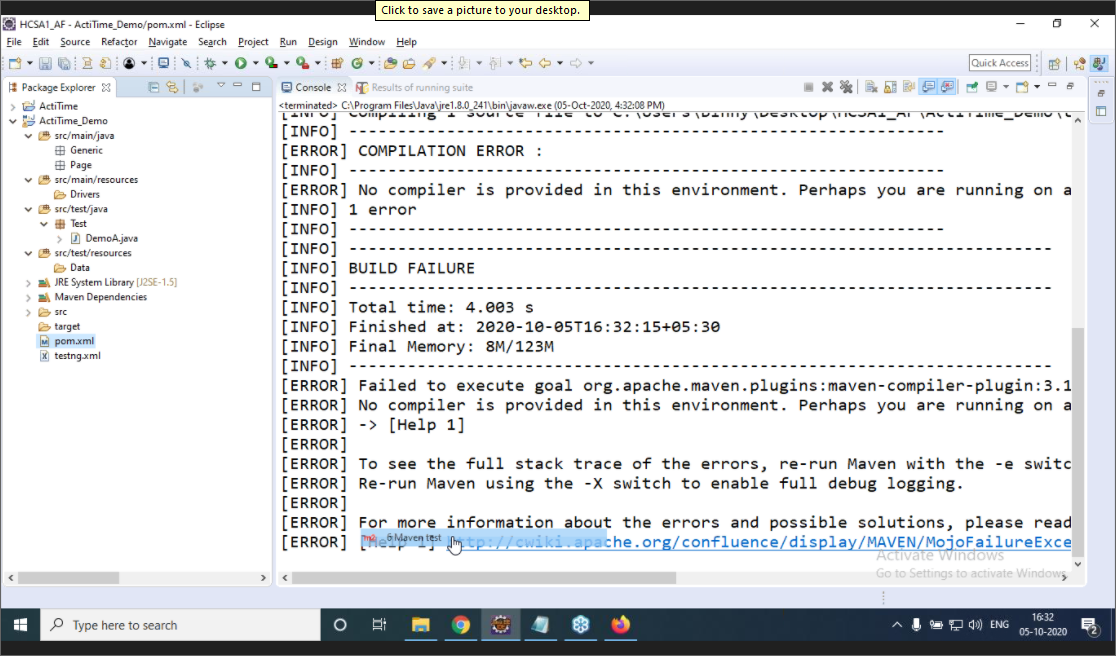 Click to save a picture to your desktop.
HCSA1_AF - ActiTime_Demo/pom.xml - Eclipse
File Edit Source Refactor Navigate Search Project Run Design Window Help
Quick Access
Package Explorer
ActiTime
ActiTime_Demo
src/main/java
Generic
Page
src/main/resources
Drivers
src/test/java
Test
DemoA.java
src/test/resources
Data
JRE System Library [J2SE-1.5]
Maven Dependencies
src
target
pom.xml
testng.xml
Console Results of running suite
<terminated> C:\Program Files\Java\jre1.8.0_241\bin\javaw.exe (05-Oct-2020, 4:32:08 PM)
[INFO] Compiling 1 source file to C:\Users\Binny\Desktop\HCSA1_AF\ActiTime_Demo\t
[INFO] -------------------------------------------------------------
[ERROR] COMPILATION ERROR :
[INFO] -------------------------------------------------------------
[ERROR] No compiler is provided in this environment. Perhaps you are running on a
[INFO] 1 error
[INFO] -------------------------------------------------------------
[INFO] ------------------------------------------------------------------------
[INFO] BUILD FAILURE
[INFO] ------------------------------------------------------------------------
[INFO] Total time: 4.003 s
[INFO] Finished at: 2020-10-05T16:32:15+05:30
[INFO] Final Memory: 8M/123M
[INFO] ------------------------------------------------------------------------
[ERROR] Failed to execute goal org.apache.maven.plugins:maven-compiler-plugin:3.1
[ERROR] No compiler is provided in this environment. Perhaps you are running on a
[ERROR] -> [Help 1]
[ERROR]
[ERROR] To see the full stack trace of the errors, re-run Maven with the -e switc
[ERROR] Re-run Maven using the -X switch to enable full debug logging.
[ERROR]
[ERROR] For more information about the errors and possible solutions, please read
[ERROR] [Help 1] http://cwiki.apache.org/confluence/display/MAVEN/MojoFailureExce
m2 6 Maven test
Activate Windows
Go to Settings to activate Windows.
Type here to search
ENG
16:32
05-10-2020
2